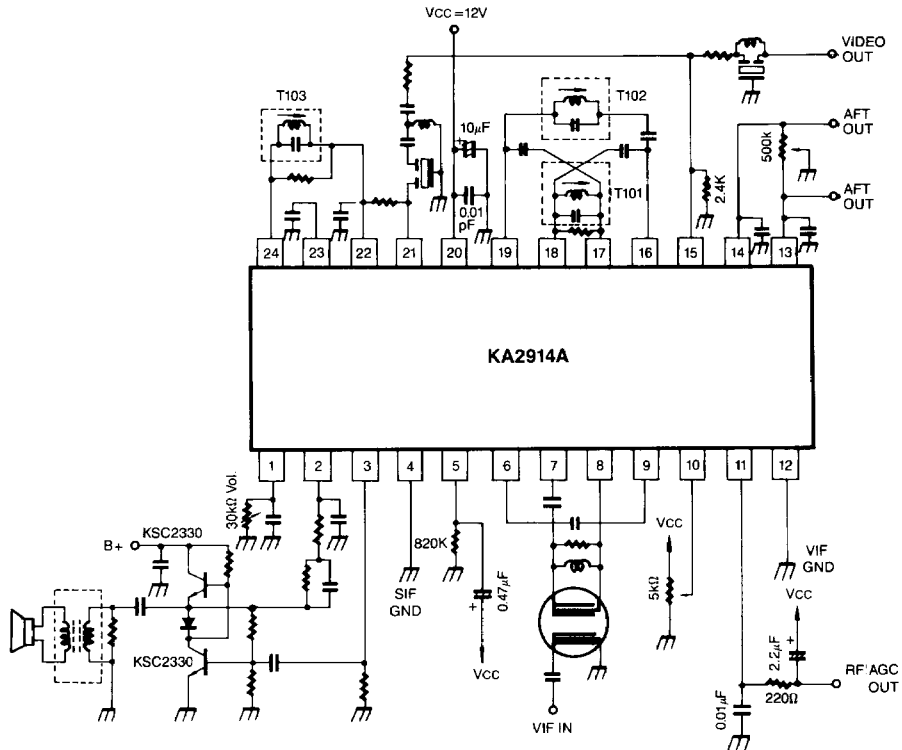 VCC=12V
VIDEO
OUT
T103
T102
AFT
OUT
10µF
+
500k
T101
2.4K
AFT
OUT
0.01
pF
24
23
22
21
20
19
18
17
16
15
14
13
KA2914A
1
2
3
4
5
6
7
8
9
10
11
12
30kΩ Vol.
KSC2330
B+
820K
VCC
VIF
GND
SIF
GND
0.47µF
+
5kΩ
VCC
KSC2330
VCC
2.2µF
+
RF AGC
OUT
220Ω
0.01µF
VIF IN